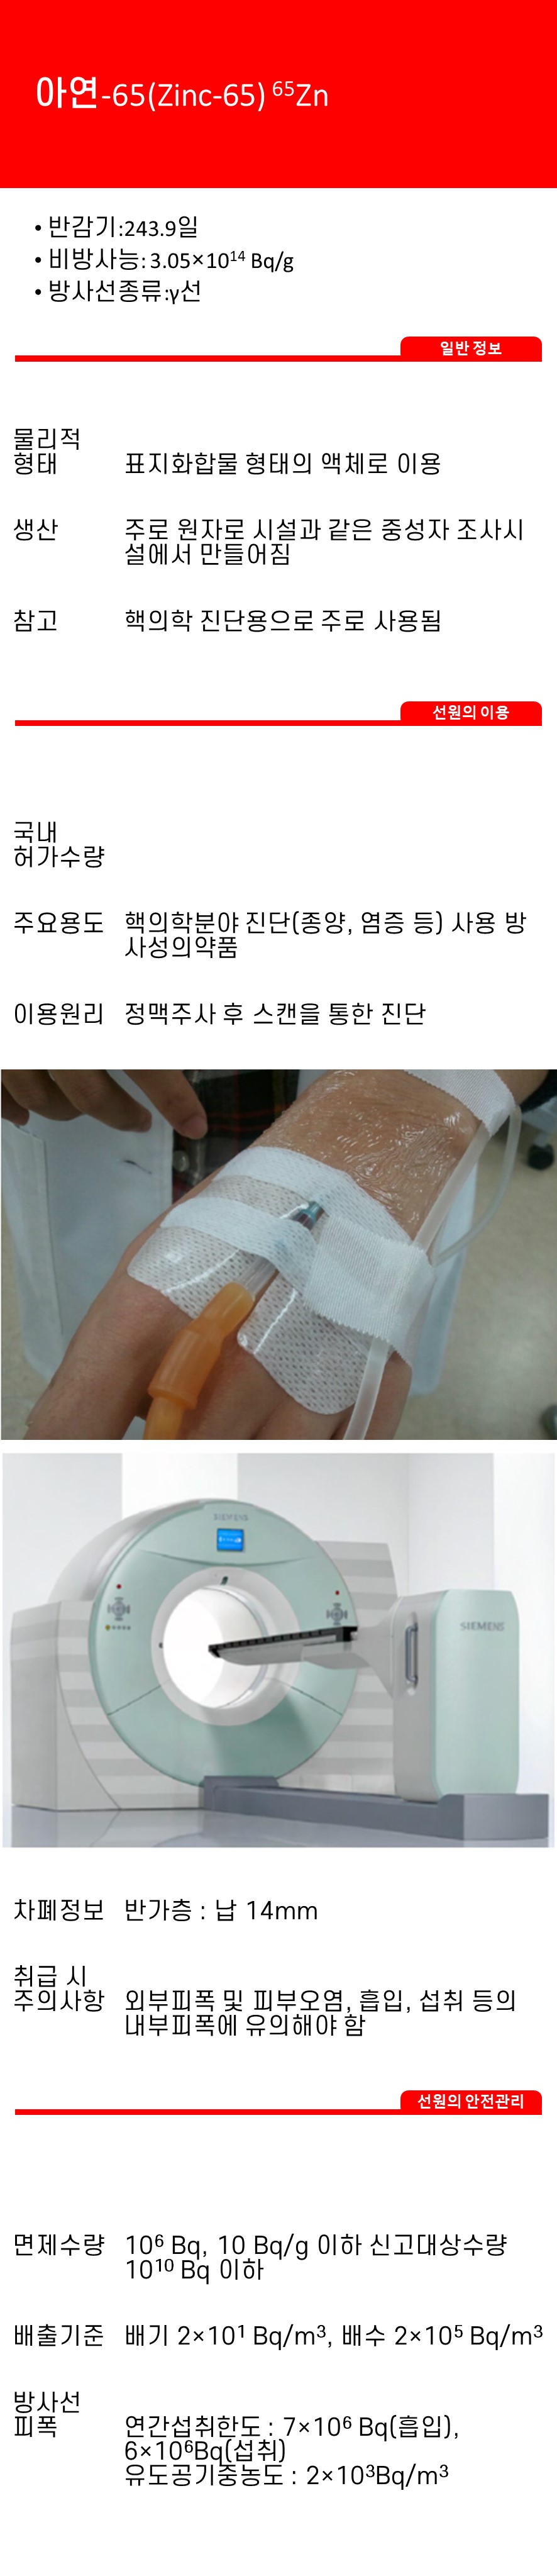 아연-65(Zinc-65) ⁶⁵Zn
• 반감기:243.9일
• 비방사능: 3.05×10¹⁴ Bq/g
• 방사선종류:γ선
일반 정보
물리적
형태 표지화합물 형태의 액체로 이용
생산 주로 원자로 시설과 같은 중성자 조사시
설에서 만들어짐
참고 핵의학 진단용으로 주로 사용됨
선원의 이용
국내
허가수량
주요용도 핵의학분야 진단(종양, 염증 등) 사용 방
사성의약품
이용원리 정맥주사 후 스캔을 통한 진단
SIEMENS
SIEMENS
차폐정보 반가층 : 납 14mm
취급 시
주의사항 외부피폭 및 피부오염, 흡입, 섭취 등의
내부피폭에 유의해야 함
선원의 안전관리
면제수량 10⁶ Bq, 10 Bq/g 이하 신고대상수량
10¹⁰ Bq 이하
배출기준 배기 2×10¹ Bq/m³, 배수 2×10⁵ Bq/m³
방사선
피폭 연간섭취한도 : 7×10⁶ Bq(흡입),
6×10⁶Bq(섭취)
유도공기중농도 : 2×10³Bq/m³